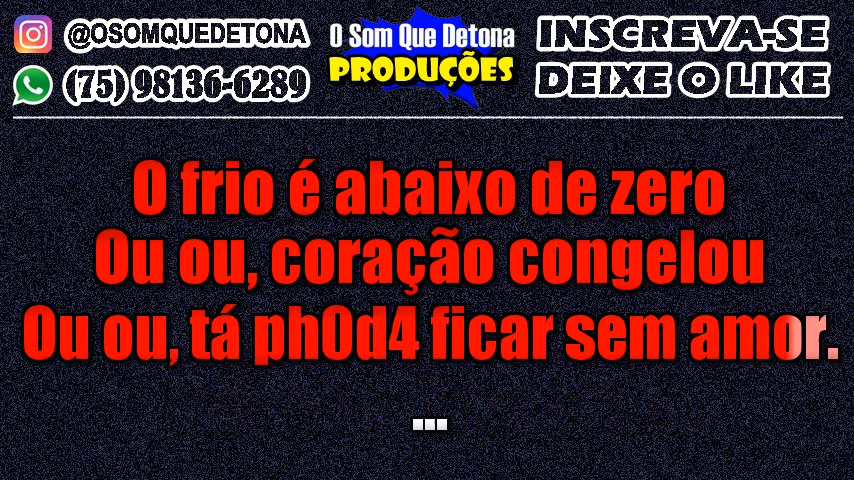 @OSOMQUEDETONA
(75) 98136-6289
O Som Que Detona
PRODUÇÕES
INSCREVA-SE
DEIXE O LIKE
O frio é abaixo de zero
Ou ou, coração congelou
Ou ou, tá ph0d4 ficar sem amor.
...